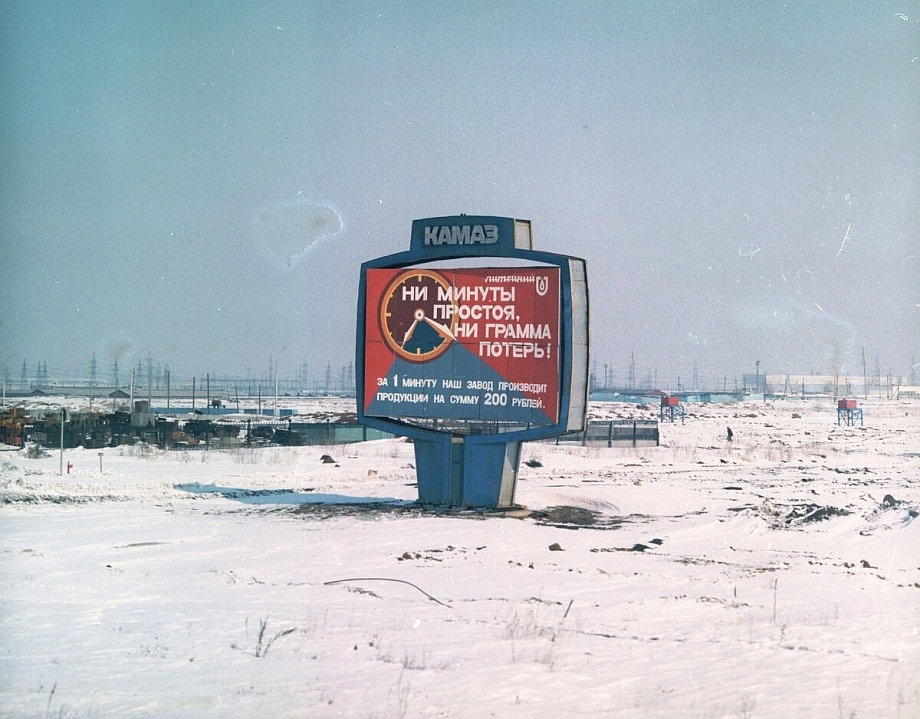 КАМАЗ
Литейный
НИ МИНУТЫ
ПРОСТОЯ,
НИ ГРАММА
ПОТЕРЬ!
ЗА 1 МИНУТУ НАШ ЗАВОД ПРОИЗВОДИТ
ПРОДУКЦИИ НА СУММУ 200 РУБЛЕЙ.